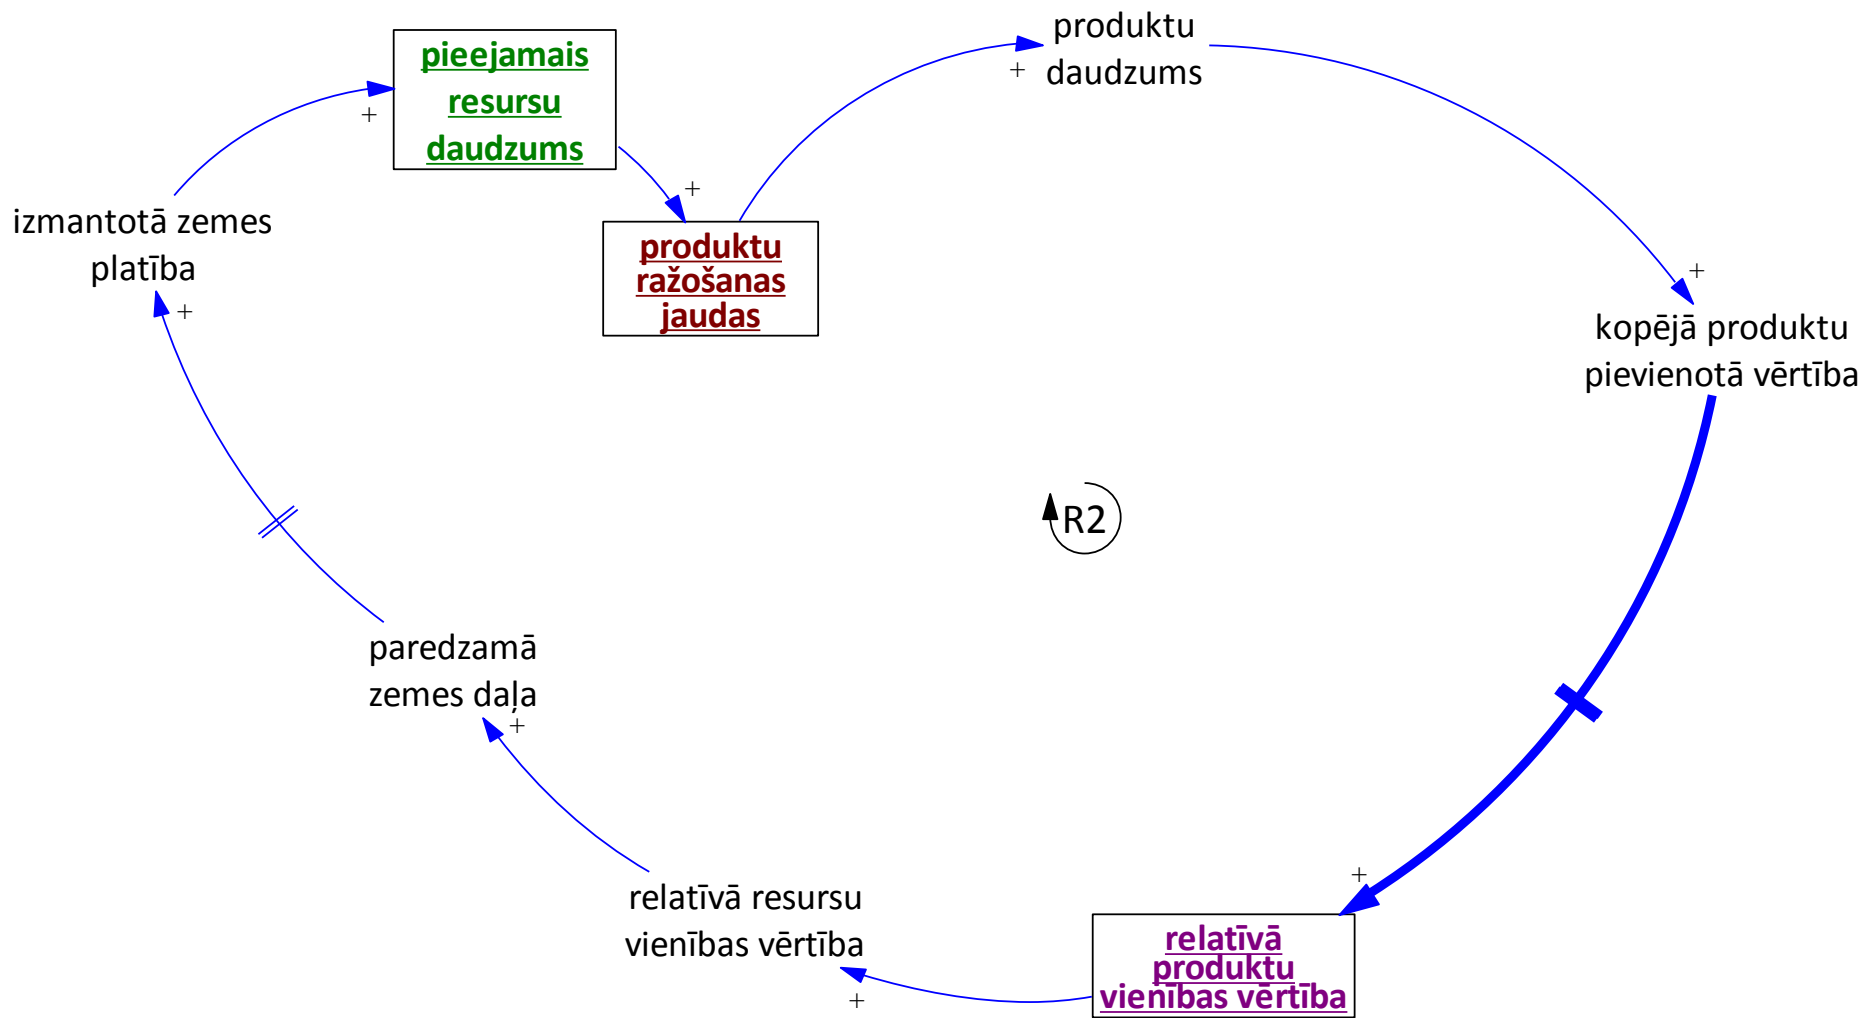 produktu
daudzums
+
pieejamais
resursu
daudzums
+
+
produktu
ražošanas
jaudas
izmantotā zemes
platība
+
+
kopējā produktu
pievienotā vērtība
R2
paredzamā
zemes daļa
+
+
relatīvā resursu
vienības vērtība
+
relatīvā
produktu
vienības vērtība